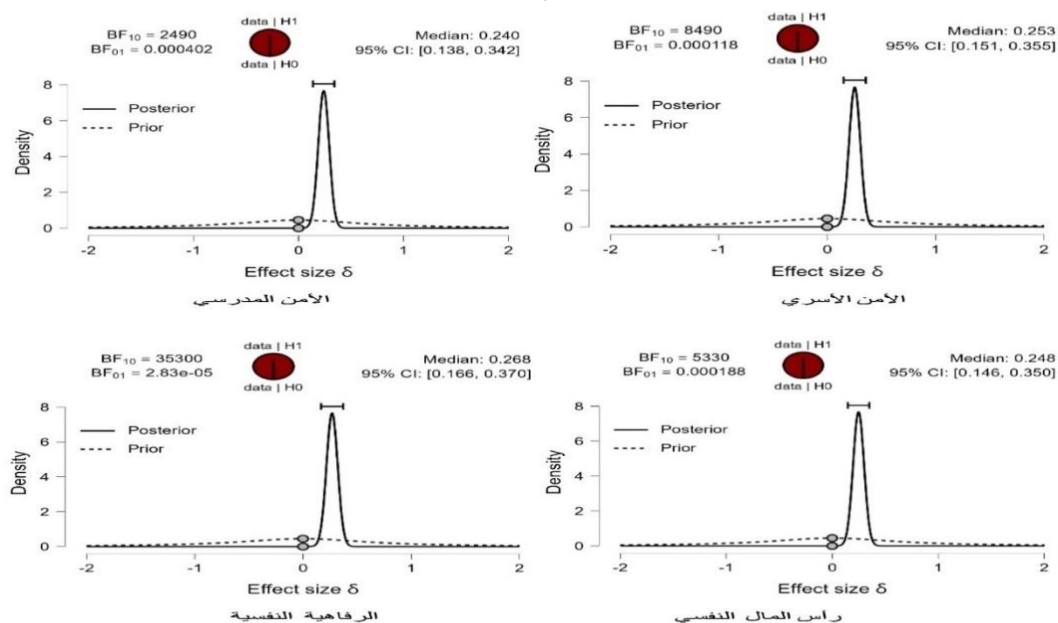 BF₁₀ = 2490
BF₀₁ = 0.000402
data | H1
data | H0
Median: 0.240
95% CI: [0.138, 0.342]
Posterior
Prior
Density
8
6
4
2
0
-2 -1 0 1 2
Effect size δ
الأمن المدرسي
BF₁₀ = 8490
BF₀₁ = 0.000118
data | H1
data | H0
Median: 0.253
95% CI: [0.151, 0.355]
Posterior
Prior
Density
8
6
4
2
0
-2 -1 0 1 2
Effect size δ
الأمن الأسري
BF₁₀ = 35300
BF₀₁ = 2.83e-05
data | H1
data | H0
Median: 0.268
95% CI: [0.166, 0.370]
Posterior
Prior
Density
8
6
4
2
0
-2 -1 0 1 2
Effect size δ
الرفاهية النفسية
BF₁₀ = 5330
BF₀₁ = 0.000188
data | H1
data | H0
Median: 0.248
95% CI: [0.146, 0.350]
Posterior
Prior
Density
8
6
4
2
0
-2 -1 0 1 2
Effect size δ
رأس المال النفسي